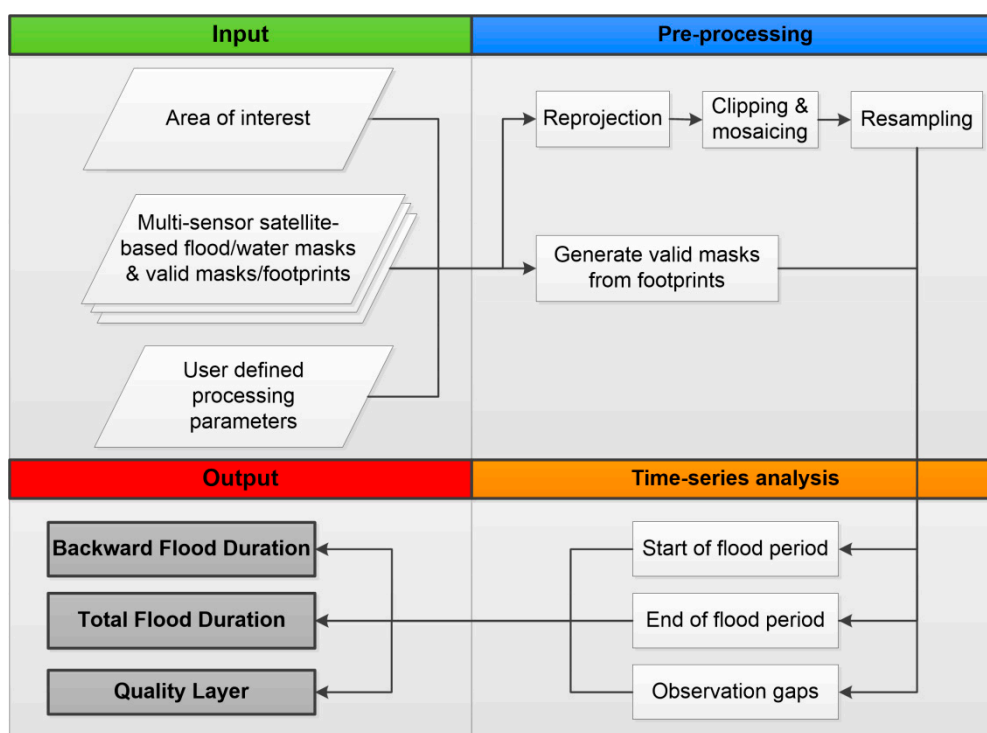 Input
Pre-processing
Area of interest
Multi-sensor satellite-
based flood/water masks
& valid masks/footprints
User defined
processing
parameters
Reprojection
Clipping &
mosaicing
Resampling
Generate valid masks
from footprints
Output
Time-series analysis
Backward Flood Duration
Total Flood Duration
Quality Layer
Start of flood period
End of flood period
Observation gaps